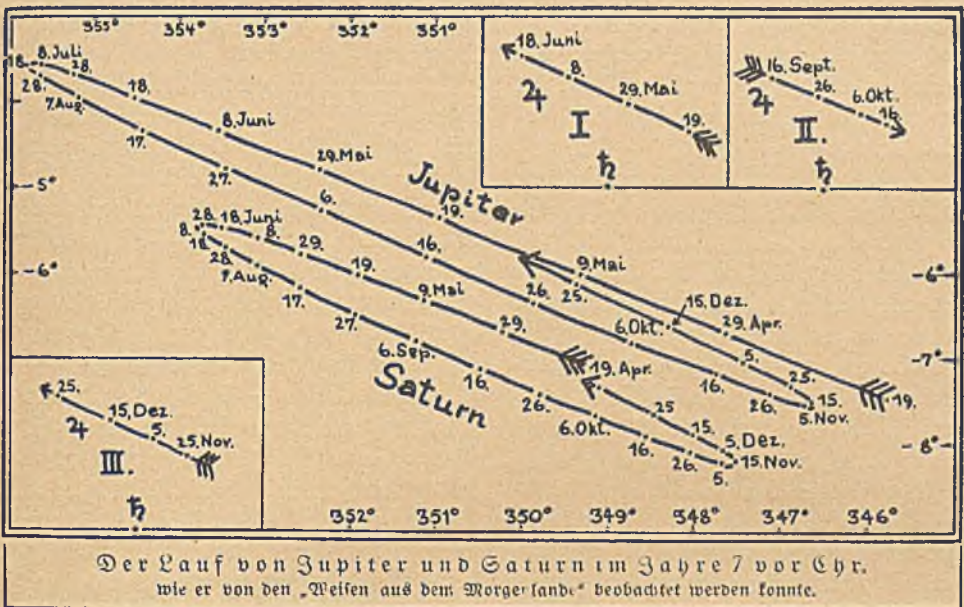 355° 354° 353° 352° 351°
18. 8. Juli
28. 18. 8. Juni 29. Mai 19. 9. Mai 29. Apr. 19.
Jupiter
28. 7. Aug. 17. 27. 6. 16. 26. 6. Okt. 16. 26. 5. Nov.
15. 25. 5. 15. Dez. 25.
-5°
-6°
-6°
-7°
-8°
28. 18. Juni
8. 8. 29. 19. 9. Mai 29. 19. Apr.
18. 28. 7. Aug. 17. 27. 6. Sep. 16. 26. 6. Okt. 16. 26. 5.
Saturn
15. Nov. 5. Dez. 15. 25
18. Juni
8.
29. Mai
19.
♃ I
♄
16. Sept.
26.
6. Okt.
16.
♃ II.
♄
25.
15. Dez.
5.
25. Nov.
♃ III.
♄
352° 351° 350° 349° 348° 347° 346°
Der Lauf von Jupiter und Saturn im Jahre 7 vor Chr.
wie er von den „Weisen aus dem Morgenlande“ beobachtet werden konnte.